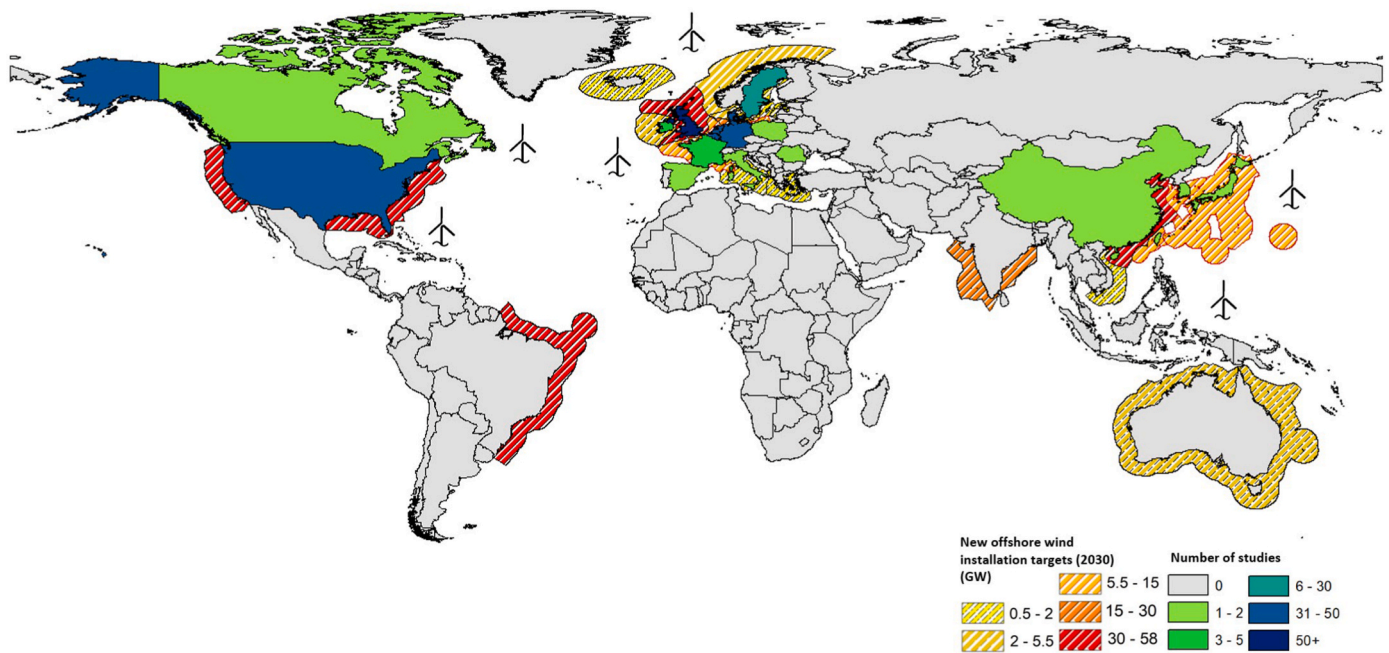 New offshore wind
installation targets (2030)
(GW)
0.5 - 2
2 - 5.5
5.5 - 15
15 - 30
30 - 58
Number of studies
0
1 - 2
3 - 5
6 - 30
31 - 50
50+